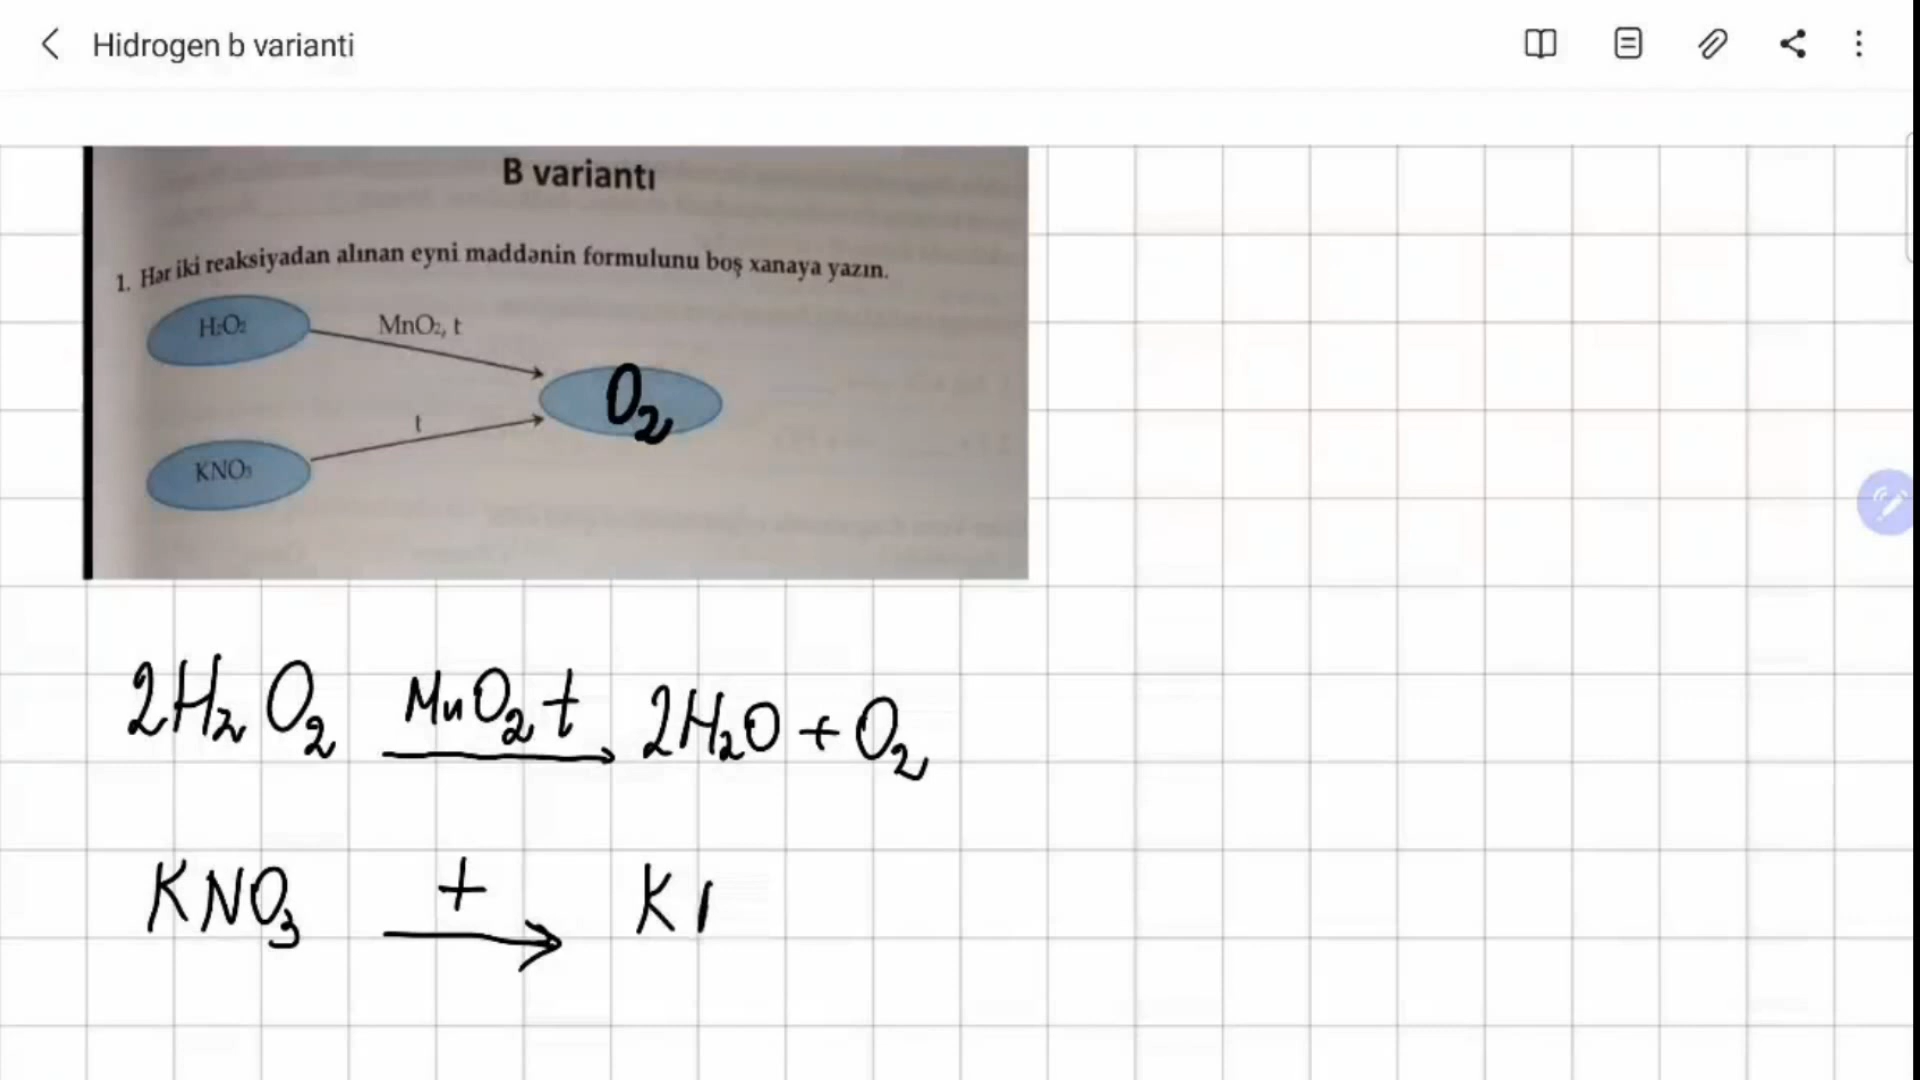 Hidrogen b varianti
B variantı
1. Hər iki reaksiyadan alınan eyni maddənin formulunu boş xanaya yazın.
H₂O₂
MnO₂, t
O₂
t
KNO₃
2H₂O₂ MnO₂ t → 2H₂O + O₂
KNO₃ t → K